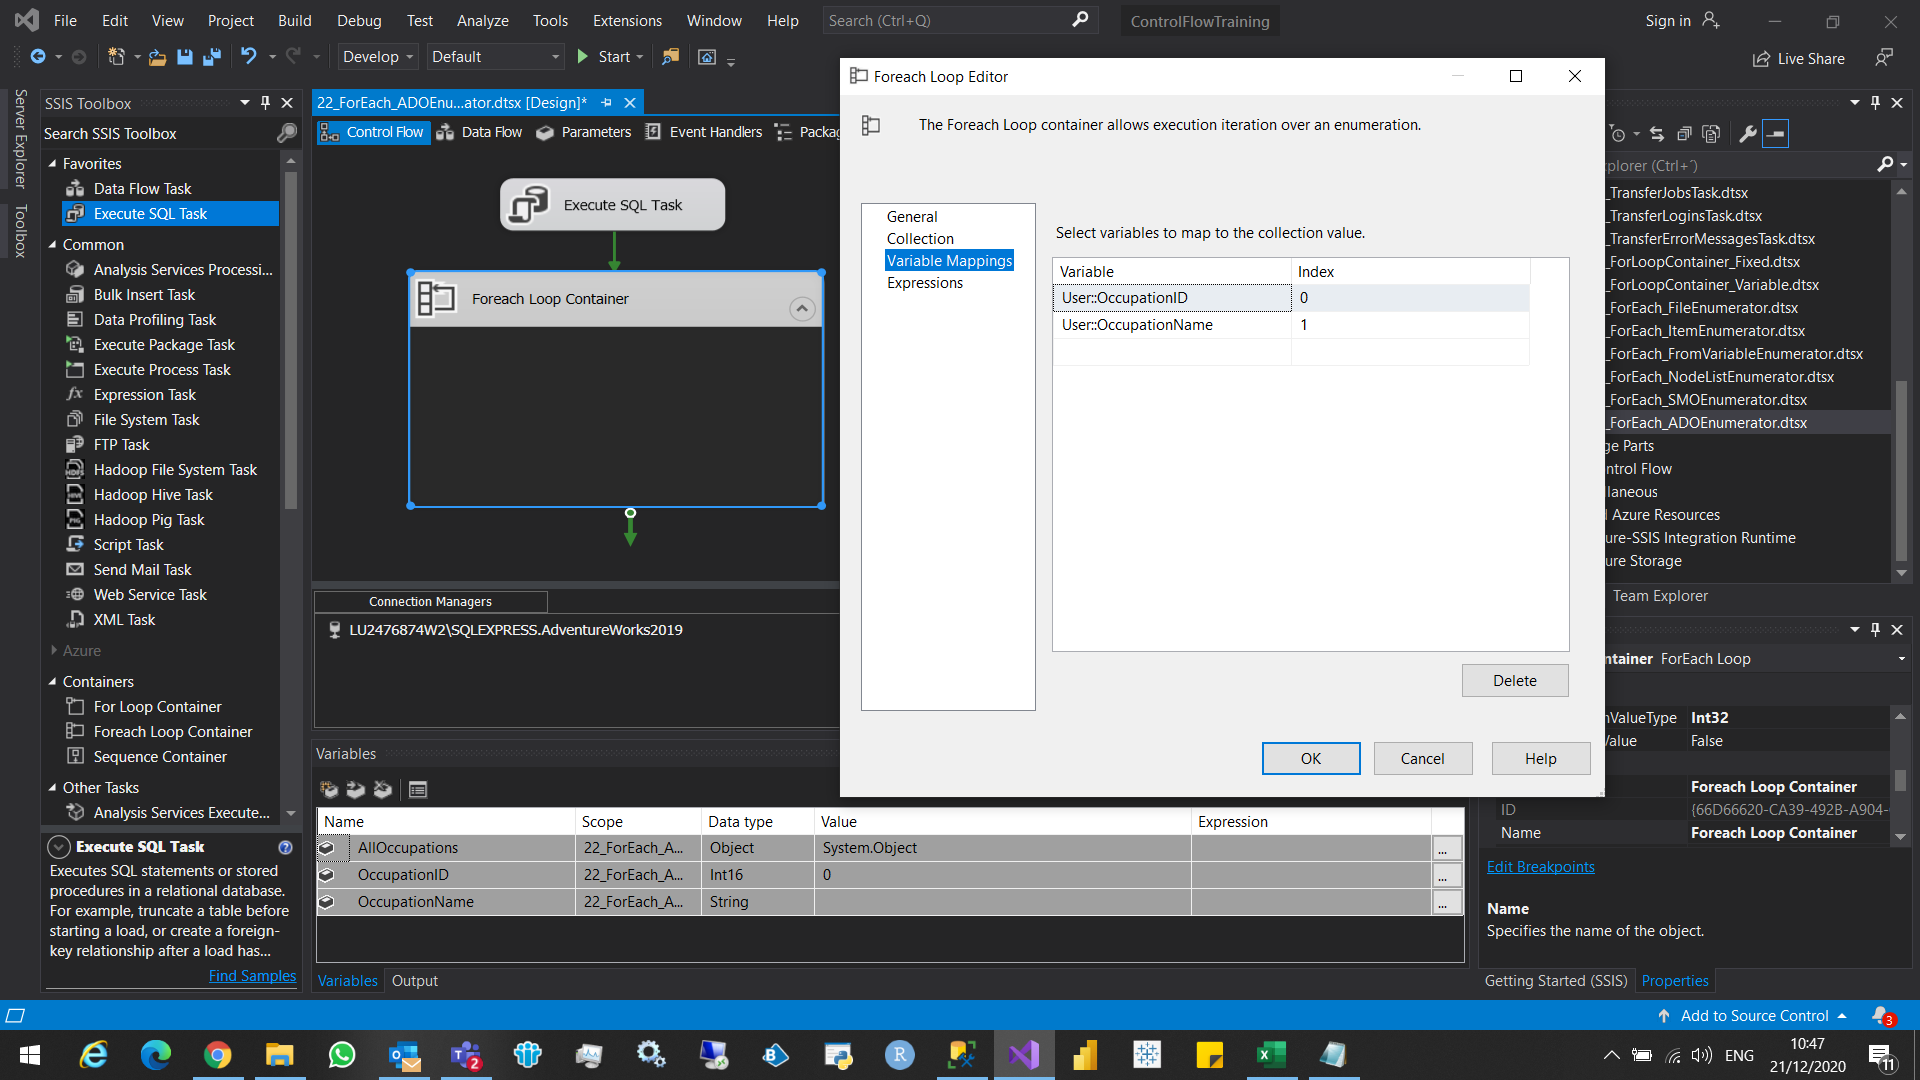 File Edit View Project Build Debug Test Analyze Tools Extensions Window Help Search (Ctrl+Q) ControlFlowTraining Sign in
Develop Default Start Live Share
Server Explorer
Toolbox
SSIS Toolbox
Search SSIS Toolbox
Favorites
Data Flow Task
Execute SQL Task
Common
Analysis Services Processi...
Bulk Insert Task
Data Profiling Task
Execute Package Task
Execute Process Task
Expression Task
File System Task
FTP Task
Hadoop File System Task
Hadoop Hive Task
Hadoop Pig Task
Script Task
Send Mail Task
Web Service Task
XML Task
Azure
Containers
For Loop Container
Foreach Loop Container
Sequence Container
Other Tasks
Analysis Services Execute...
Execute SQL Task
Executes SQL statements or stored
procedures in a relational database.
For example, truncate a table before
starting a load, or create a foreign-
key relationship after a load has...
Find Samples
22_ForEach_ADOEnu...ator.dtsx [Design]*
Control Flow Data Flow Parameters Event Handlers Packag
Execute SQL Task
Foreach Loop Container
Connection Managers
LU2476874W2\SQLEXPRESS.AdventureWorks2019
Variables
Name Scope Data type Value Expression
AllOccupations 22_ForEach_A... Object System.Object ...
OccupationID 22_ForEach_A... Int16 0 ...
OccupationName 22_ForEach_A... String ...
Variables Output
Foreach Loop Editor
The Foreach Loop container allows execution iteration over an enumeration.
General
Collection
Variable Mappings
Expressions
Select variables to map to the collection value.
Variable Index
User::OccupationID 0
User::OccupationName 1
Delete
OK Cancel Help
plorer (Ctrl+´)
_TransferJobsTask.dtsx
_TransferLoginsTask.dtsx
_TransferErrorMessagesTask.dtsx
_ForLoopContainer_Fixed.dtsx
_ForLoopContainer_Variable.dtsx
_ForEach_FileEnumerator.dtsx
_ForEach_ItemEnumerator.dtsx
_ForEach_FromVariableEnumerator.dtsx
_ForEach_NodeListEnumerator.dtsx
_ForEach_SMOEnumerator.dtsx
_ForEach_ADOEnumerator.dtsx
ge Parts
ntrol Flow
llaneous
l Azure Resources
ure-SSIS Integration Runtime
ure Storage
Team Explorer
ntainer ForEach Loop
nValueType Int32
Value False
Foreach Loop Container
ID {66D66620-CA39-492B-A904-
Name Foreach Loop Container
Edit Breakpoints
Name
Specifies the name of the object.
Getting Started (SSIS) Properties
Add to Source Control 3
ENG 10:47
21/12/2020
2
11